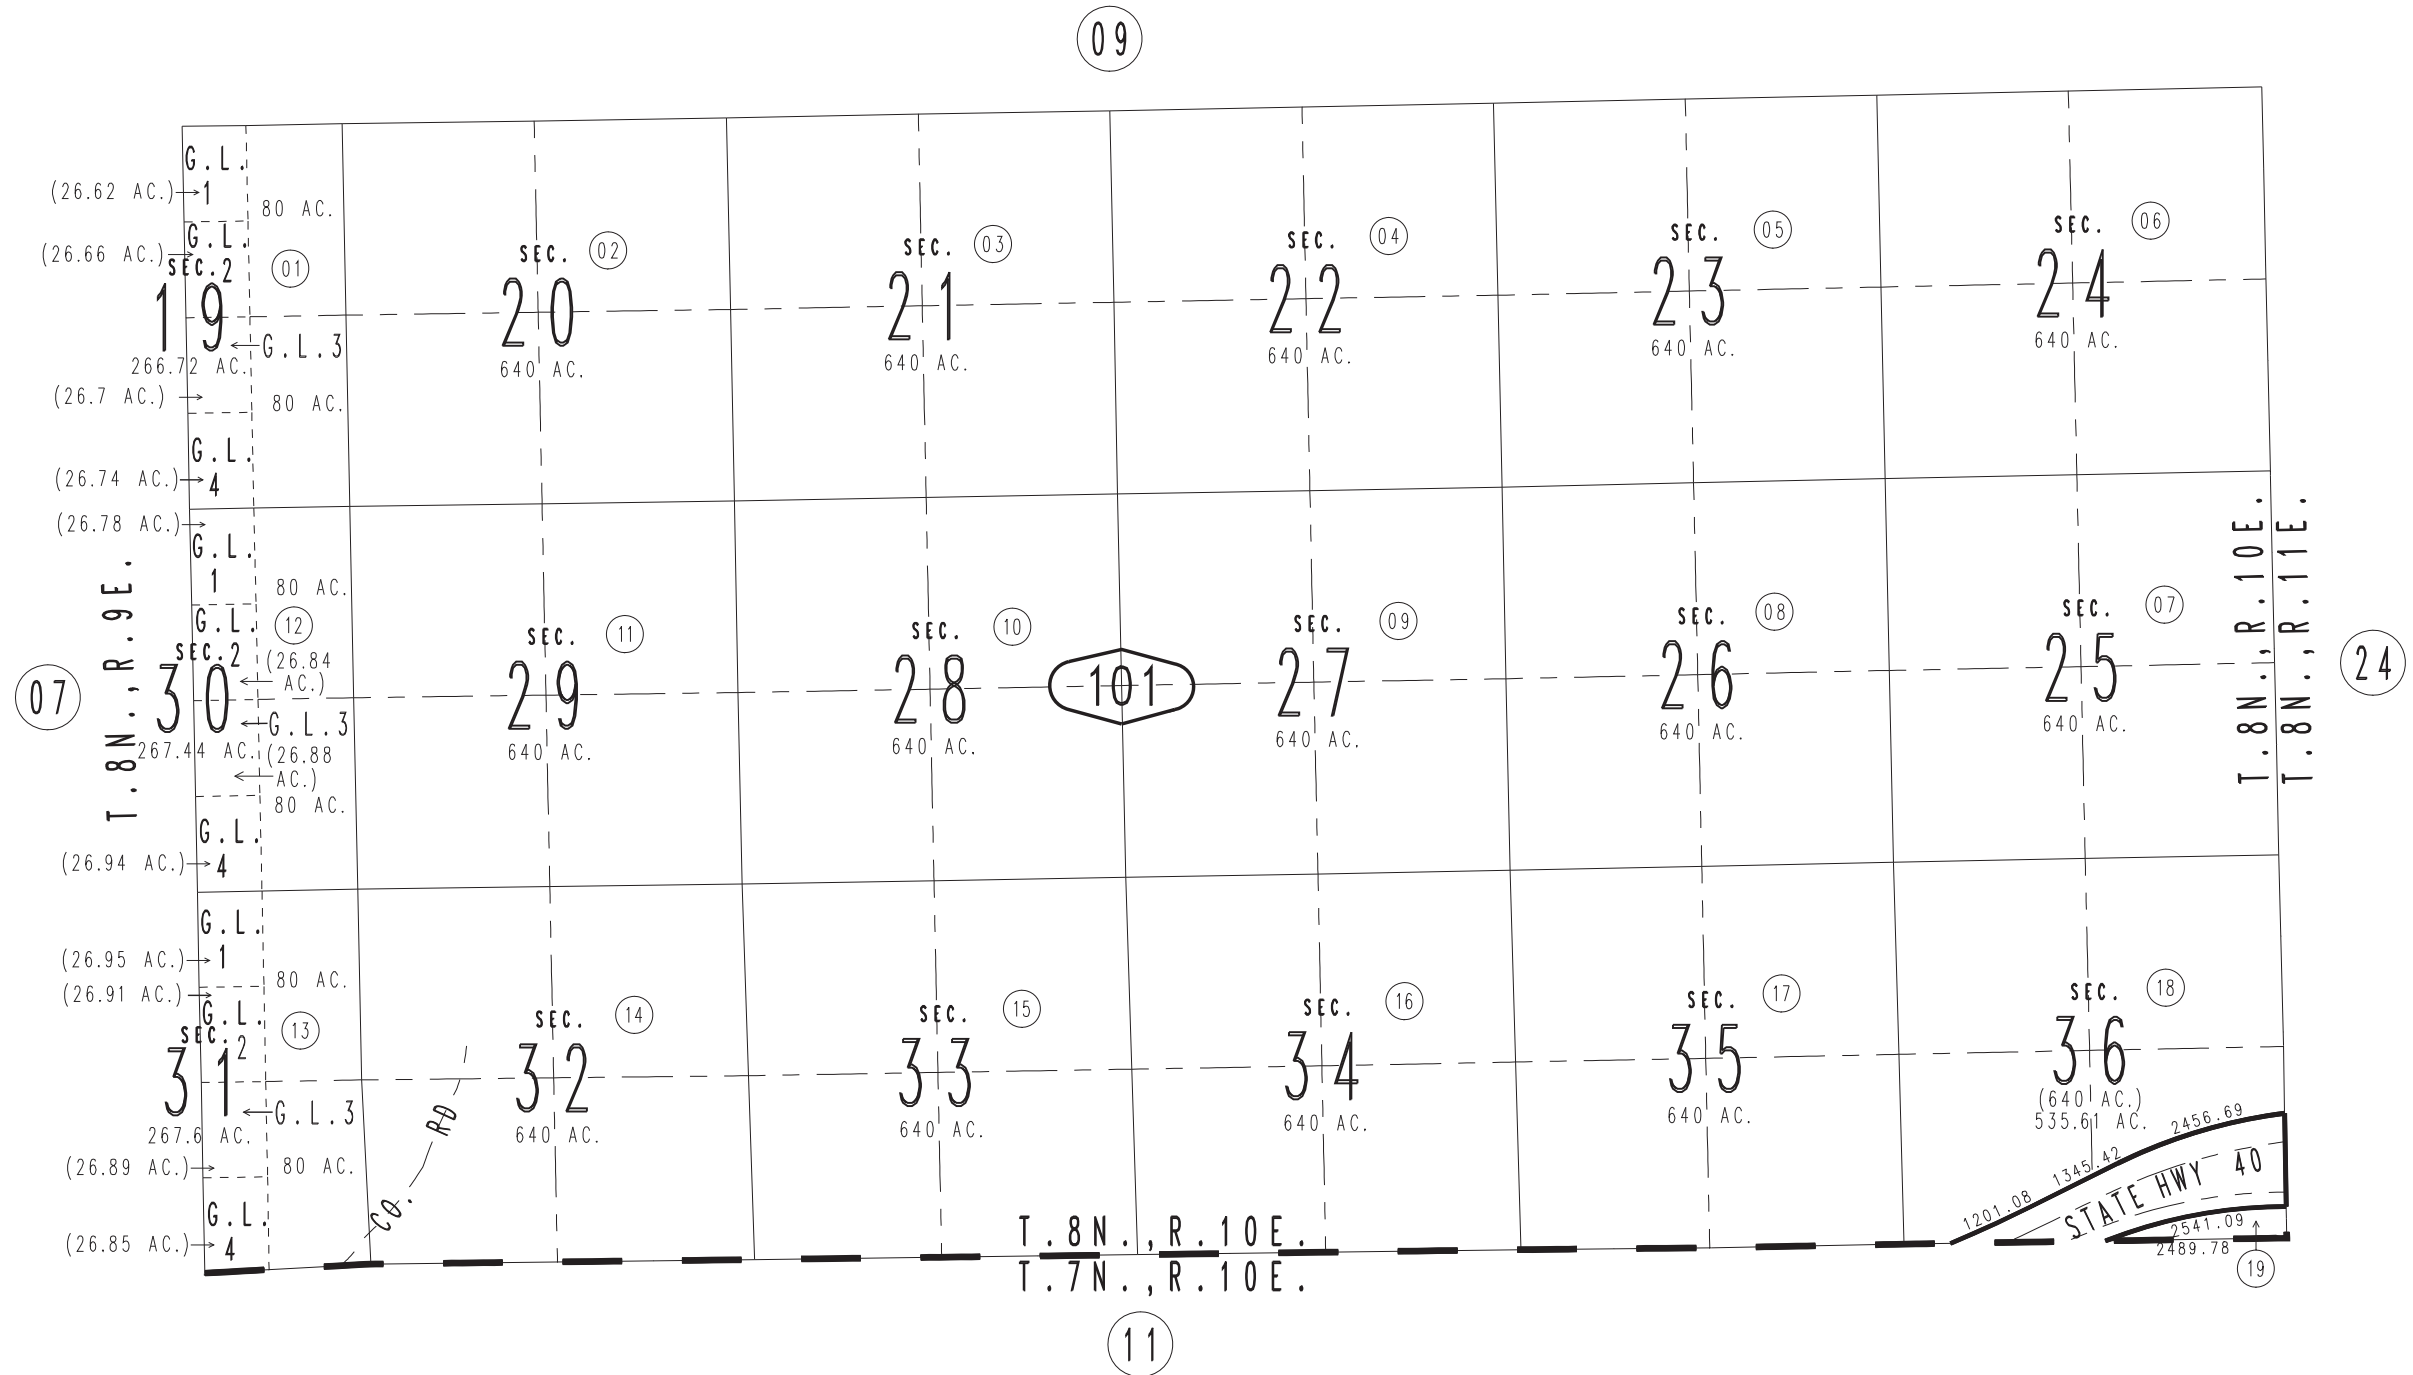 09
G.L.
1
(26.62 AC.)
80 AC.
G.L.
2
(26.66 AC.)
SEC.
19
01
266.72 AC.
G.L.3
(26.7 AC.)
80 AC.
G.L.
4
(26.74 AC.)
SEC.
20
02
640 AC.
SEC.
21
03
640 AC.
SEC.
22
04
640 AC.
SEC.
23
05
640 AC.
SEC.
24
06
640 AC.
(26.78 AC.)
G.L.
1
80 AC.
G.L.
2
12
SEC.
30
(26.84
AC.)
G.L.3
267.44 AC.
(26.88
AC.)
80 AC.
G.L.
4
(26.94 AC.)
SEC.
29
11
640 AC.
SEC.
28
10
640 AC.
101
SEC.
27
09
640 AC.
SEC.
26
08
640 AC.
SEC.
25
07
640 AC.
07
T.8N.,R.9E.
T.8N.,R.10E.
T.8N.,R.11E.
24
G.L.
1
(26.95 AC.)
80 AC.
(26.91 AC.)
G.L.
2
SEC.
31
13
G.L.3
267.6 AC.
(26.89 AC.)
80 AC.
G.L.
4
(26.85 AC.)
CO. RD
SEC.
32
14
640 AC.
SEC.
33
15
640 AC.
SEC.
34
16
640 AC.
SEC.
35
17
640 AC.
SEC.
36
18
(640 AC.)
535.61 AC.
2456.69
1345.42
1201.08
STATE HWY 40
2541.09
2489.78
19
T.8N.,R.10E.
T.7N.,R.10E.
11